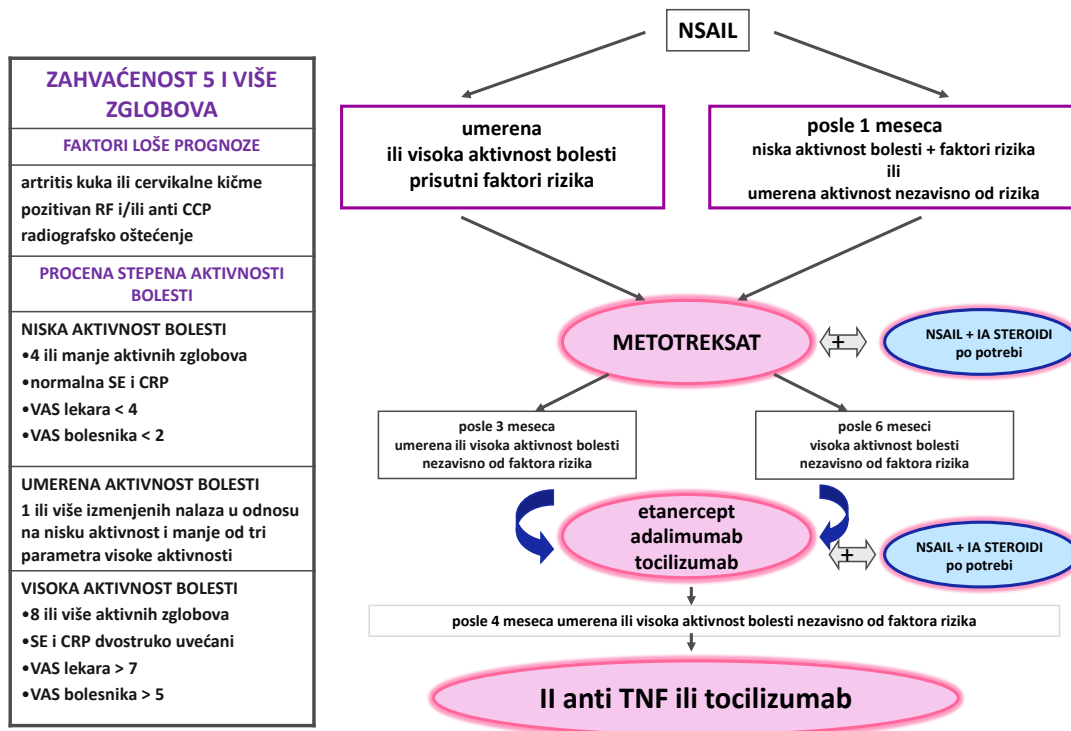 ZAHVAĆENOST 5 I VIŠE
ZGLOBOVA
FAKTORI LOŠE PROGNOZE
artritis kuka ili cervikalne kičme
pozitivan RF i/ili anti CCP
radiografsko oštećenje
PROCENA STEPENA AKTIVNOSTI
BOLESTI
NISKA AKTIVNOST BOLESTI
•4 ili manje aktivnih zglobova
•normalna SE i CRP
•VAS lekara < 4
•VAS bolesnika < 2
UMERENA AKTIVNOST BOLESTI
1 ili više izmenjenih nalaza u odnosu
na nisku aktivnost i manje od tri
parametra visoke aktivnosti
VISOKA AKTIVNOST BOLESTI
•8 ili više aktivnih zglobova
•SE i CRP dvostruko uvećani
•VAS lekara > 7
•VAS bolesnika > 5
NSAIL
umerena
ili visoka aktivnost bolesti
prisutni faktori rizika
posle 1 meseca
niska aktivnost bolesti + faktori rizika
ili
umerena aktivnost nezavisno od rizika
METOTREKSAT
+
NSAIL + IA STEROIDI
po potrebi
posle 3 meseca
umerena ili visoka aktivnost bolesti
nezavisno od faktora rizika
posle 6 meseci
visoka aktivnost bolesti
nezavisno od faktora rizika
etanercept
adalimumab
tocilizumab
+
NSAIL + IA STEROIDI
po potrebi
posle 4 meseca umerena ili visoka aktivnost bolesti nezavisno od faktora rizika
II anti TNF ili tocilizumab